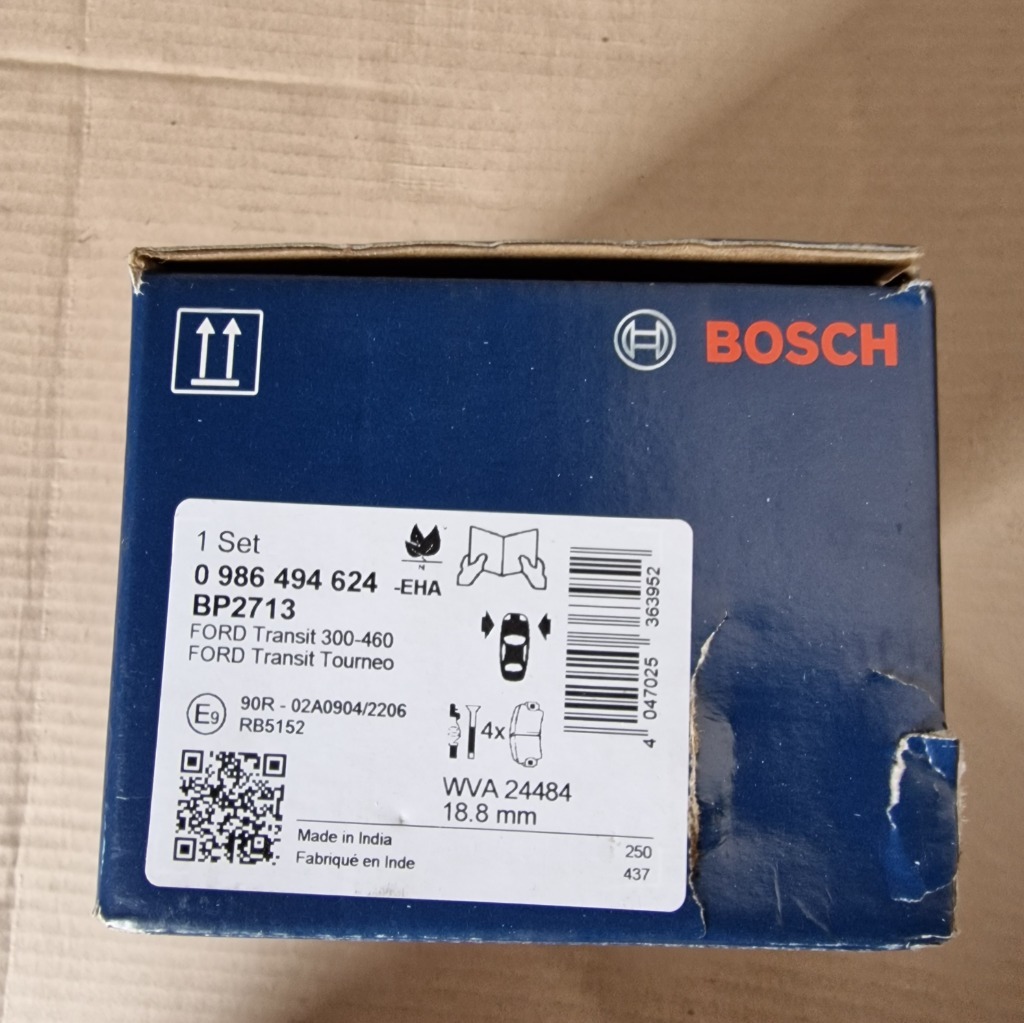 BOSCH
1 Set
0 986 494 624 -EHA
BP2713
FORD Transit 300-460
FORD Transit Tourneo
E9
90R - 02A0904/2206
RB5152
N
4x
WVA 24484
18.8 mm
4 047025 363952
Made in India
Fabriqué en Inde
250
437